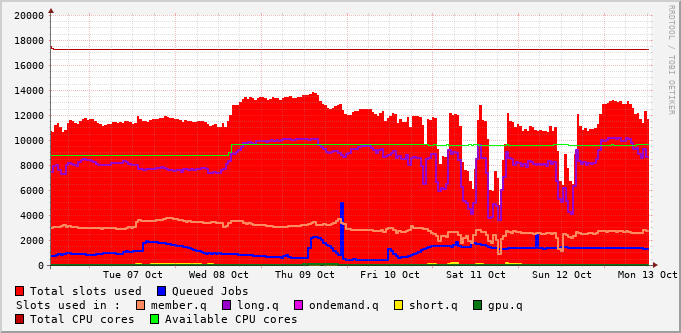 20000
18000
16000
14000
12000
10000
8000
6000
4000
2000
0
Tue 07 Oct Wed 08 Oct Thu 09 Oct Fri 10 Oct Sat 11 Oct Sun 12 Oct Mon 13 Oct
Total slots used Queued Jobs
Slots used in : member.q long.q ondemand.q short.q gpu.q
Total CPU cores Available CPU cores
RRDTOOL / TOBI OETIKER